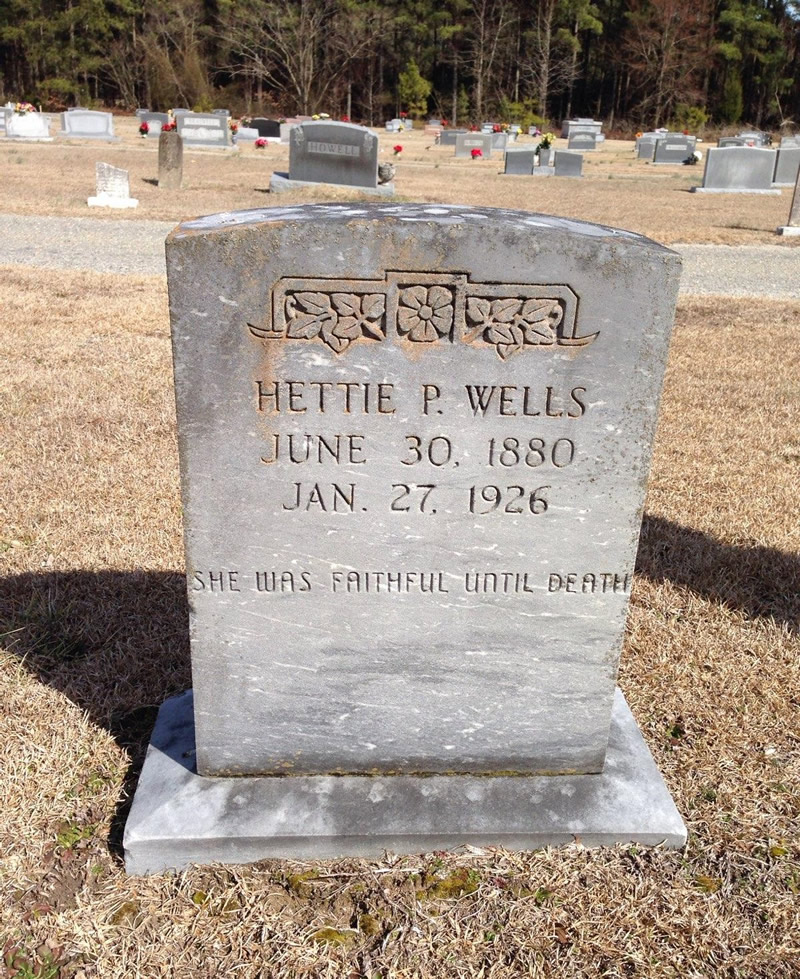 HOWELL
HETTIE P. WELLS
JUNE 30, 1880
JAN. 27, 1926
SHE WAS FAITHFUL UNTIL DEATH